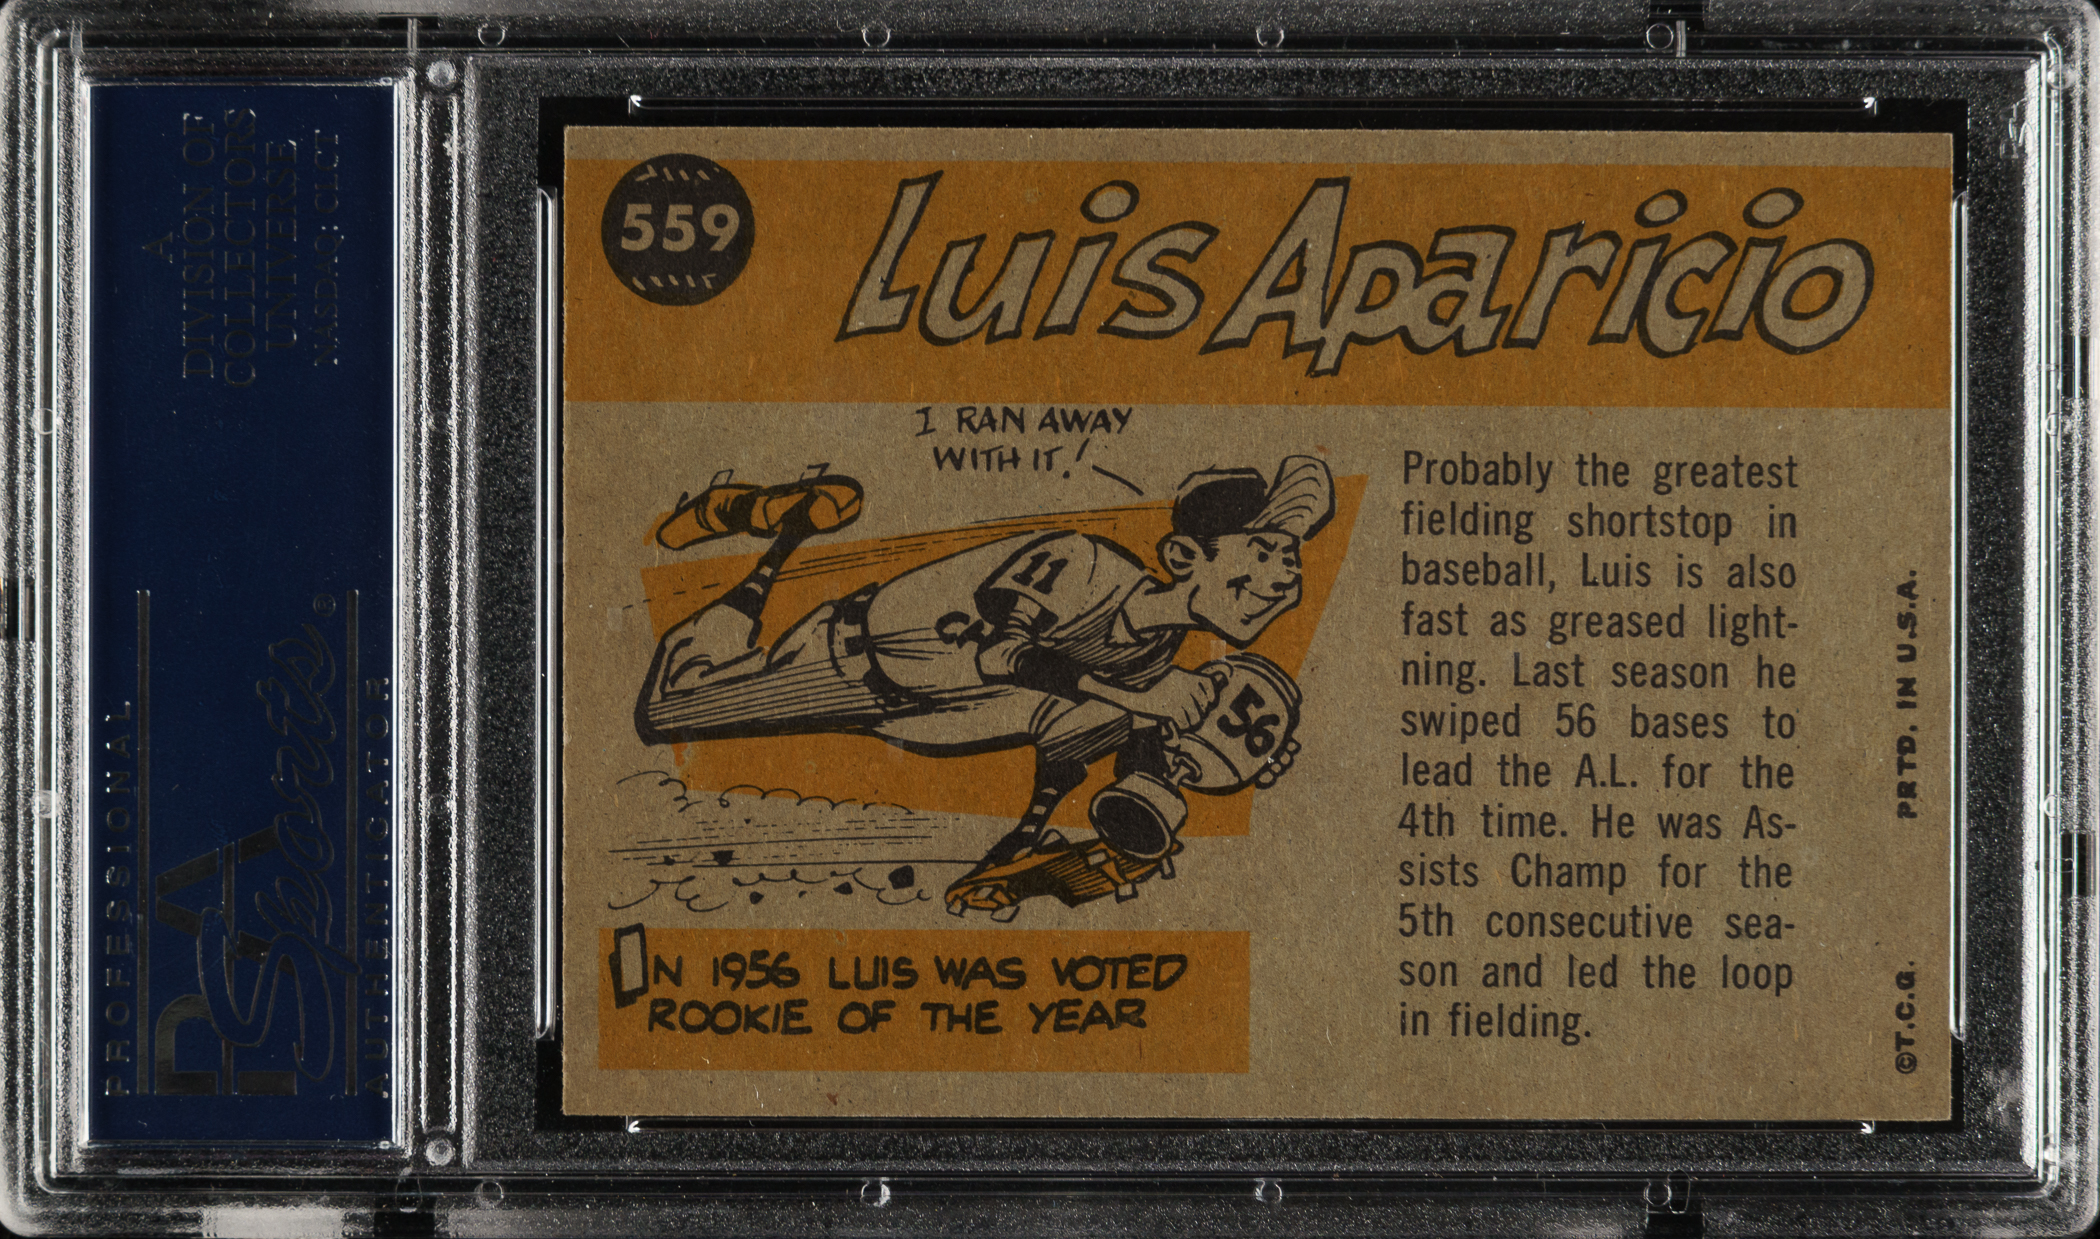 A
DIVISION OF
COLLECTORS
UNIVERSE
NASDAQ: CLCT
PROFESSIONAL
PSA
Sports®
AUTHENTICATOR
559
Luis Aparicio
I RAN AWAY
WITH IT!
11
56
IN 1956 LUIS WAS VOTED
ROOKIE OF THE YEAR
Probably the greatest
fielding shortstop in
baseball, Luis is also
fast as greased light-
ning. Last season he
swiped 56 bases to
lead the A.L. for the
4th time. He was As-
sists Champ for the
5th consecutive sea-
son and led the loop
in fielding.
©T.C.G. PRTD. IN U.S.A.